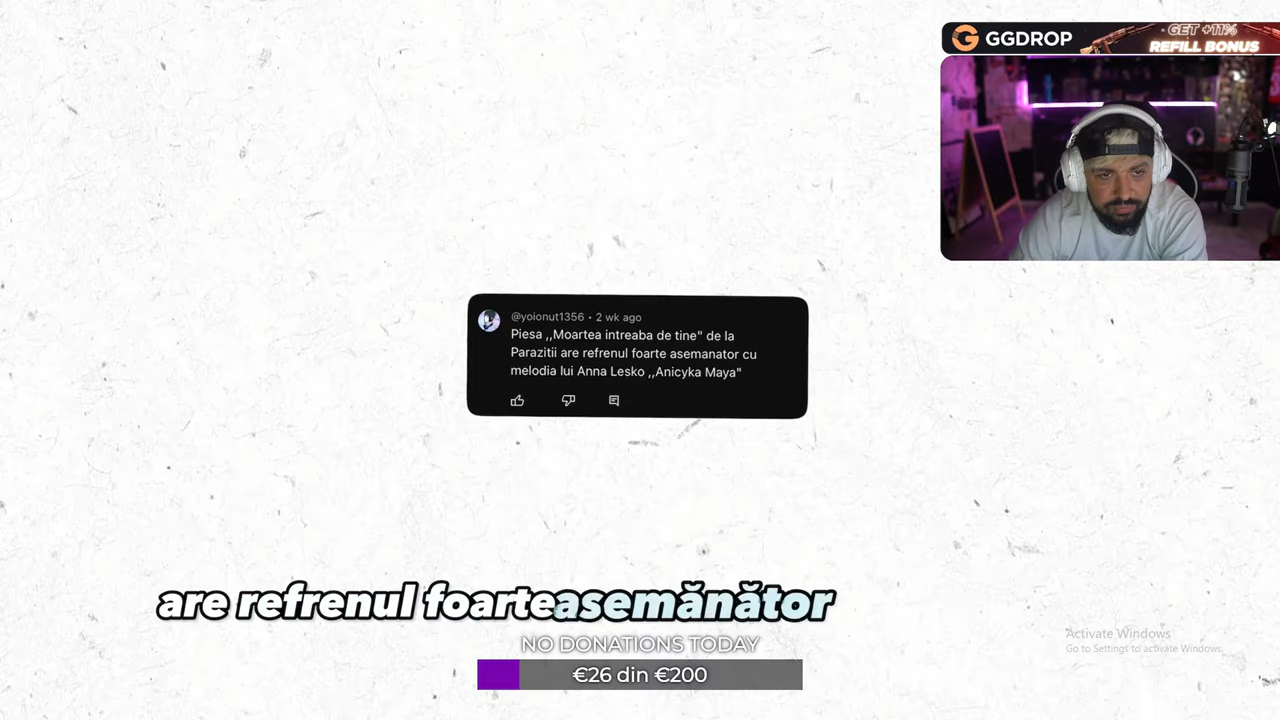 GGDROP
GET +11%
REFILL BONUS
@yoionut1356 • 2 wk ago
Piesa ,,Moartea intreaba de tine" de la
Parazitii are refrenul foarte asemanator cu
melodia lui Anna Lesko ,,Anicyka Maya"
are refrenul foarte asemănător
NO DONATIONS TODAY
€26 din €200
Activate Windows
Go to Settings to activate Windows.